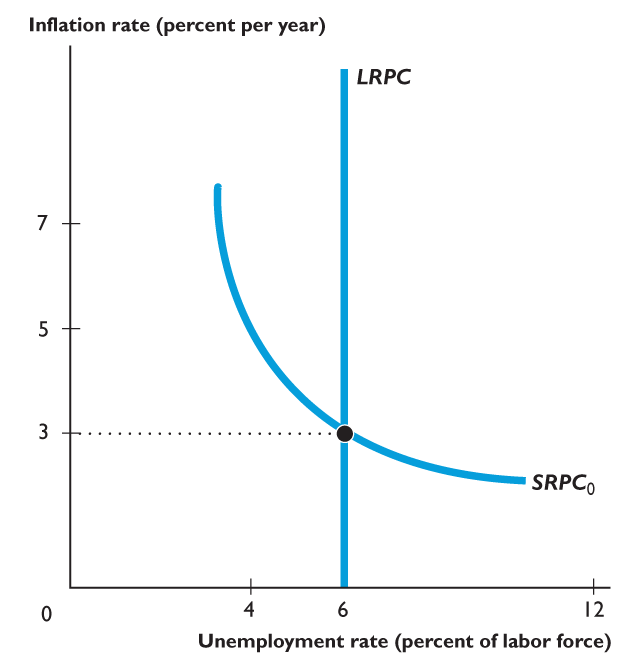 Inflation rate (percent per year)
LRPC
7
5
3
SRPC0
0
4
6
12
Unemployment rate (percent of labor force)